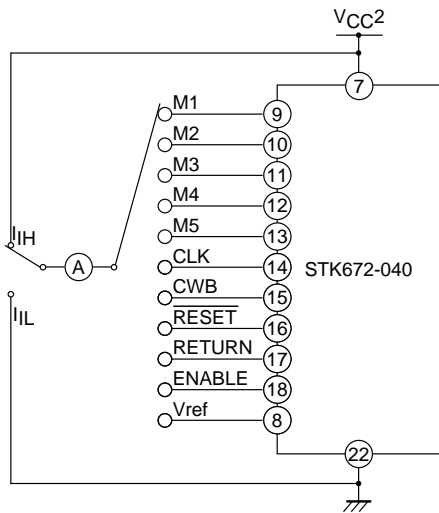 VCC2
7
M1 9
M2 10
M3 11
M4 12
M5 13
IIH
A
CLK 14
STK672-040
IIL
CWB 15
RESET 16
RETURN 17
ENABLE 18
Vref 8
22